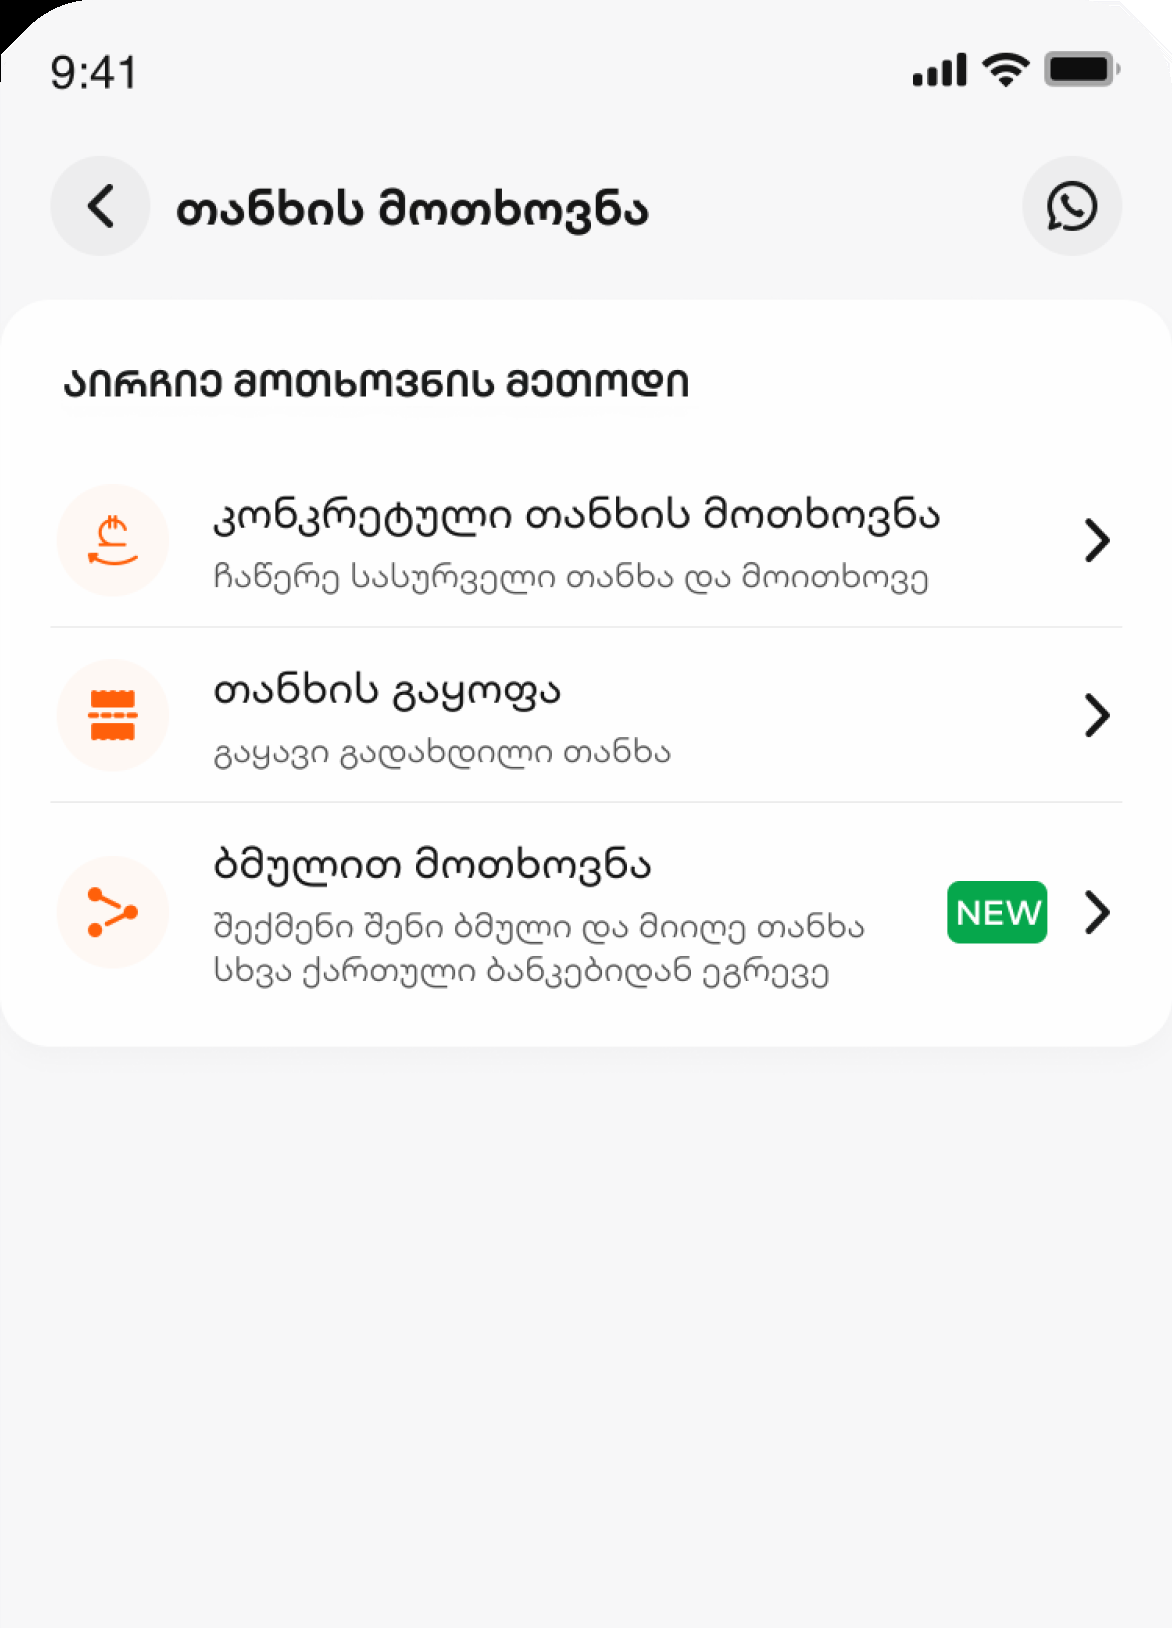 9:41
თანხის მოთხოვნა
აირჩიე მოთხოვნის მეთოდი
კონკრეტული თანხის მოთხოვნა
ჩაწერე სასურველი თანხა და მოითხოვე
თანხის გაყოფა
გაყავი გადახდილი თანხა
ბმულით მოთხოვნა
შექმენი შენი ბმული და მიიღე თანხა
სხვა ქართული ბანკებიდან ეგრევე
NEW